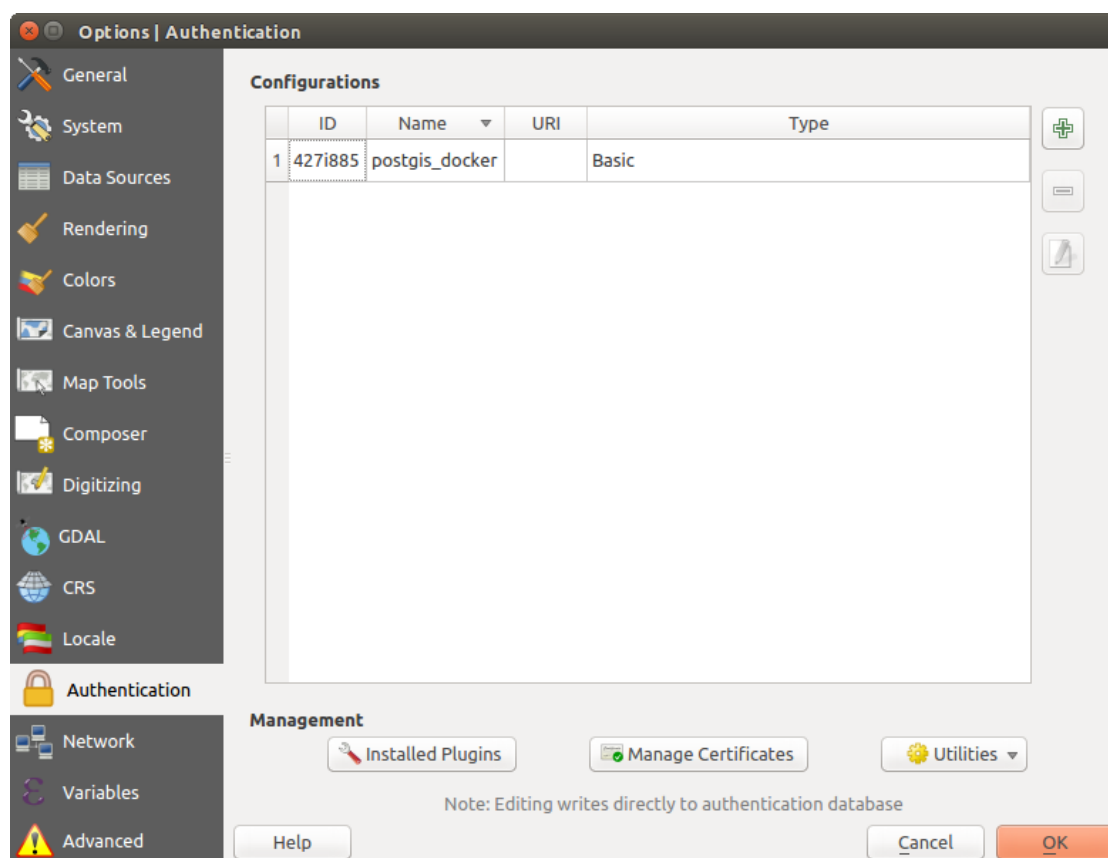 Options | Authentication
General
System
Data Sources
Rendering
Colors
Canvas & Legend
Map Tools
Composer
Digitizing
GDAL
CRS
Locale
Authentication
Network
Variables
Advanced
Configurations
ID Name URI Type
1 427i885 postgis_docker Basic
Management
Installed Plugins Manage Certificates Utilities
Note: Editing writes directly to authentication database
Help Cancel OK